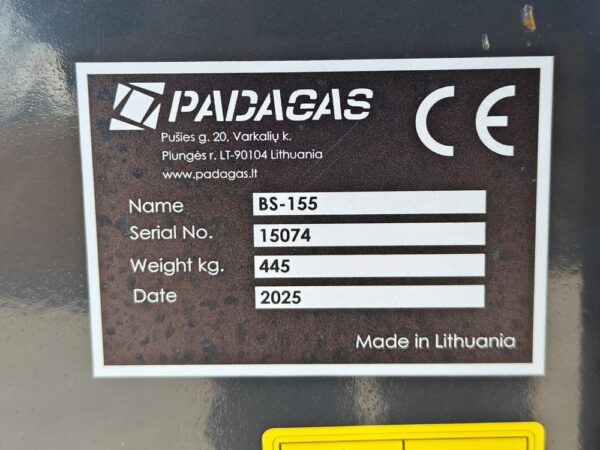 PADAGAS
CE
Pušies g. 20, Varkalių k.
Plungės r. LT-90104 Lithuania
www.padagas.lt
Name BS-155
Serial No. 15074
Weight kg. 445
Date 2025
Made in Lithuania